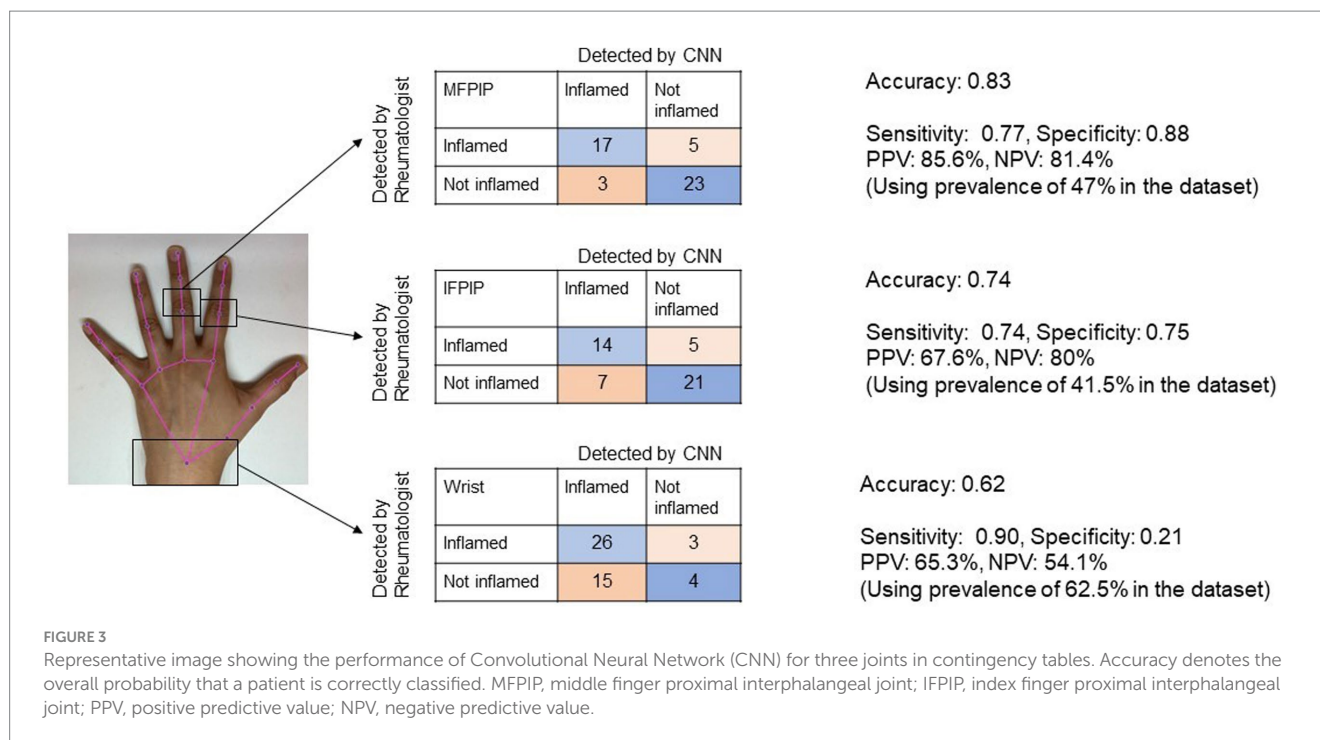 Detected by CNN
Detected by
Rheumatologist
MFPIP Inflamed Not
inflamed
Inflamed 17 5
Not inflamed 3 23
Accuracy: 0.83
Sensitivity: 0.77, Specificity: 0.88
PPV: 85.6%, NPV: 81.4%
(Using prevalence of 47% in the dataset)
Detected by CNN
Detected by
Rheumatologist
IFPIP Inflamed Not
inflamed
Inflamed 14 5
Not inflamed 7 21
Accuracy: 0.74
Sensitivity: 0.74, Specificity: 0.75
PPV: 67.6%, NPV: 80%
(Using prevalence of 41.5% in the dataset)
Detected by CNN
Detected by
Rheumatologist
Wrist Inflamed Not
inflamed
Inflamed 26 3
Not inflamed 15 4
Accuracy: 0.62
Sensitivity: 0.90, Specificity: 0.21
PPV: 65.3%, NPV: 54.1%
(Using prevalence of 62.5% in the dataset)
FIGURE 3
Representative image showing the performance of Convolutional Neural Network (CNN) for three joints in contingency tables. Accuracy denotes the
overall probability that a patient is correctly classified. MFPIP, middle finger proximal interphalangeal joint; IFPIP, index finger proximal interphalangeal
joint; PPV, positive predictive value; NPV, negative predictive value.